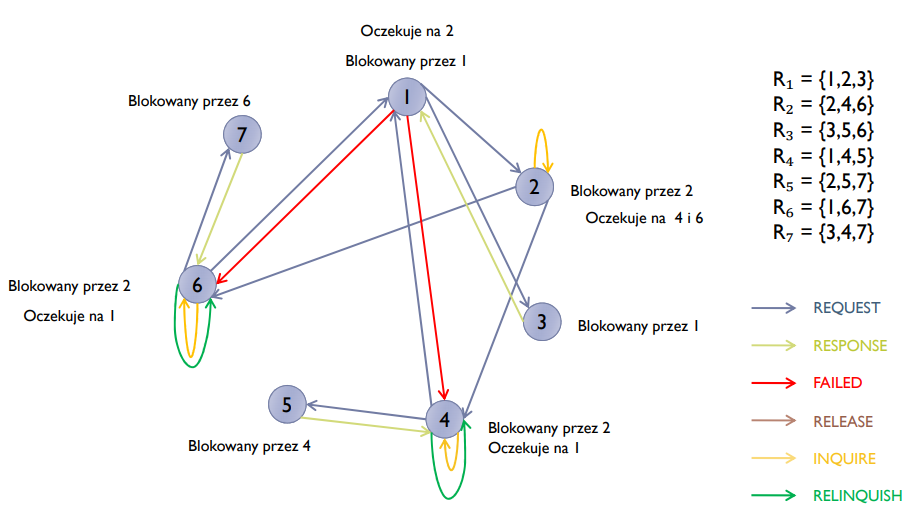 Oczekuje na 2
Blokowany przez 1
1
Blokowany przez 6
7
2
Blokowany przez 2
Oczekuje na 4 i 6
R₁ = {1,2,3}
R₂ = {2,4,6}
R₃ = {3,5,6}
R₄ = {1,4,5}
R₅ = {2,5,7}
R₆ = {1,6,7}
R₇ = {3,4,7}
Blokowany przez 2
Oczekuje na 1
6
3
Blokowany przez 1
5
Blokowany przez 4
4
Blokowany przez 2
Oczekuje na 1
REQUEST
RESPONSE
FAILED
RELEASE
INQUIRE
RELINQUISH